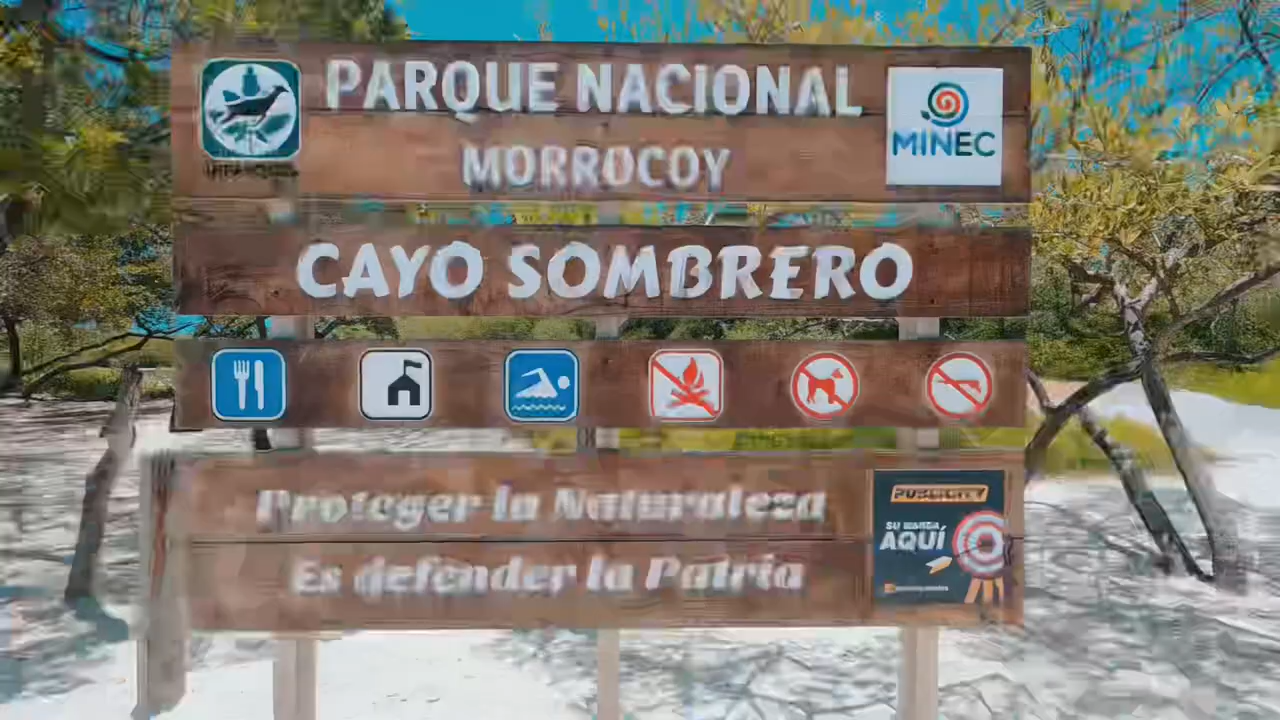 PARQUE NACIONAL
MORROCOY
MINEC
CAYO SOMBRERO
Proteger la Naturaleza
Es defender la Patria
PUBLICITY
SU MARCA
AQUÍ